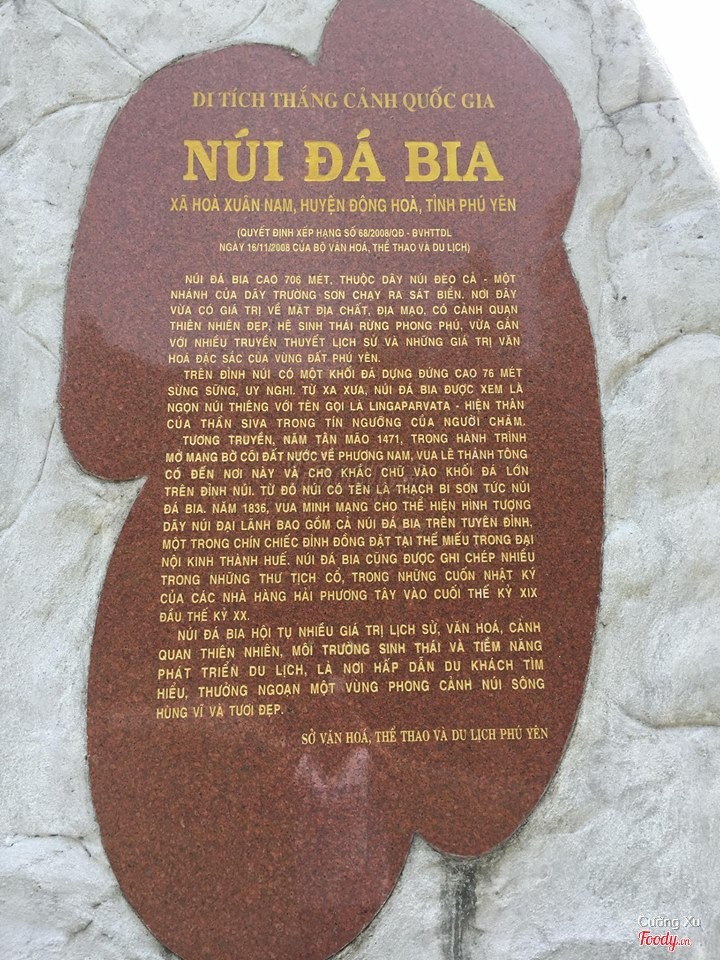 DI TÍCH THẮNG CẢNH QUỐC GIA
NÚI ĐÁ BIA
XÃ HOÀ XUÂN NAM, HUYỆN ĐÔNG HOÀ, TỈNH PHÚ YÊN
(QUYẾT ĐỊNH XẾP HẠNG SỐ 68/2008/QĐ - BVHTTDL
NGÀY 16/11/2008 CỦA BỘ VĂN HOÁ, THỂ THAO VÀ DU LỊCH)
NÚI ĐÁ BIA CAO 706 MÉT, THUỘC DÃY NÚI ĐÈO CẢ - MỘT
NHÁNH CỦA DÃY TRƯỜNG SƠN CHẠY RA SÁT BIỂN. NƠI ĐÂY
VỪA CÓ GIÁ TRỊ VỀ MẶT ĐỊA CHẤT, ĐỊA MẠO, CÓ CẢNH QUAN
THIÊN NHIÊN ĐẸP, HỆ SINH THÁI RỪNG PHONG PHÚ, VỪA GẮN
VỚI NHIỀU TRUYỀN THUYẾT LỊCH SỬ VÀ NHỮNG GIÁ TRỊ VĂN
HOÁ ĐẶC SẮC CỦA VÙNG ĐẤT PHÚ YÊN.
TRÊN ĐỈNH NÚI CÓ MỘT KHỐI ĐÁ DỰNG ĐỨNG CAO 76 MÉT
SỪNG SỮNG, UY NGHI. TỪ XA XƯA, NÚI ĐÁ BIA ĐƯỢC XEM LÀ
NGỌN NÚI THIÊNG VỚI TÊN GỌI LÀ LINGAPARVATA - HIỆN THÂN
CỦA THẦN SIVA TRONG TÍN NGƯỠNG CỦA NGƯỜI CHĂM.
TƯƠNG TRUYỀN, NĂM TÂN MÃO 1471, TRONG HÀNH TRÌNH
MỞ MANG BỜ CÕI ĐẤT NƯỚC VỀ PHƯƠNG NAM, VUA LÊ THÁNH TÔNG
CÓ ĐẾN NƠI NÀY VÀ CHO KHẮC CHỮ VÀO KHỐI ĐÁ LỚN
TRÊN ĐỈNH NÚI. TỪ ĐÓ NÚI CÓ TÊN LÀ THẠCH BI SƠN TỨC NÚI
ĐÁ BIA. NĂM 1836, VUA MINH MẠNG CHO THỂ HIỆN HÌNH TƯỢNG
DÃY NÚI ĐẠI LÃNH BAO GỒM CẢ NÚI ĐÁ BIA TRÊN TUYÊN ĐỈNH,
MỘT TRONG CHÍN CHIẾC ĐỈNH ĐỒNG ĐẶT TẠI THẾ MIẾU TRONG ĐẠI
NỘI KINH THÀNH HUẾ. NÚI ĐÁ BIA CŨNG ĐƯỢC GHI CHÉP NHIỀU
TRONG NHỮNG THƯ TỊCH CỔ, TRONG NHỮNG CUỐN NHẬT KÝ
CỦA CÁC NHÀ HÀNG HẢI PHƯƠNG TÂY VÀO CUỐI THẾ KỶ XIX
ĐẦU THẾ KỶ XX.
NÚI ĐÁ BIA HỘI TỤ NHIỀU GIÁ TRỊ LỊCH SỬ, VĂN HOÁ, CẢNH
QUAN THIÊN NHIÊN, MÔI TRƯỜNG SINH THÁI VÀ TIỀM NĂNG
PHÁT TRIỂN DU LỊCH, LÀ NƠI HẤP DẪN DU KHÁCH TÌM
HIỂU, THƯỞNG NGOẠN MỘT VÙNG PHONG CẢNH NÚI SÔNG
HÙNG VĨ VÀ TƯƠI ĐẸP.
SỞ VĂN HOÁ, THỂ THAO VÀ DU LỊCH PHÚ YÊN
Cường Xu
Foody.vn